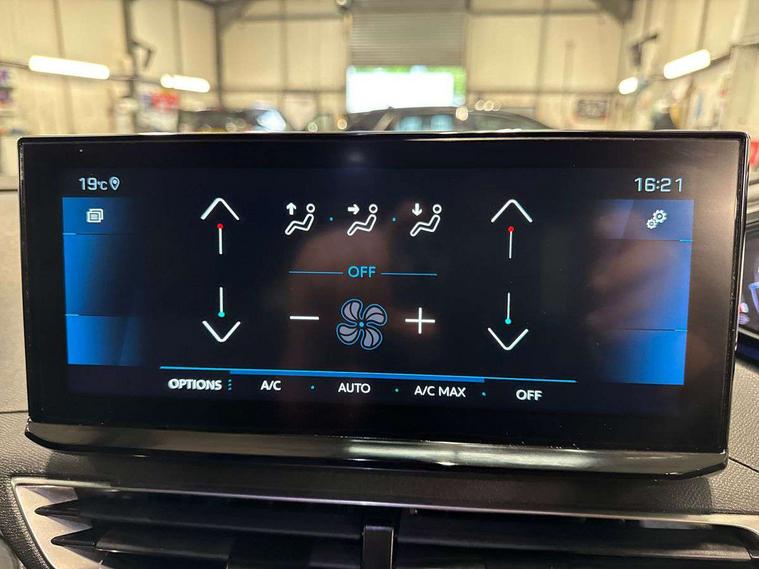 19°C
16:21
OFF
OPTIONS A/C AUTO A/C MAX OFF